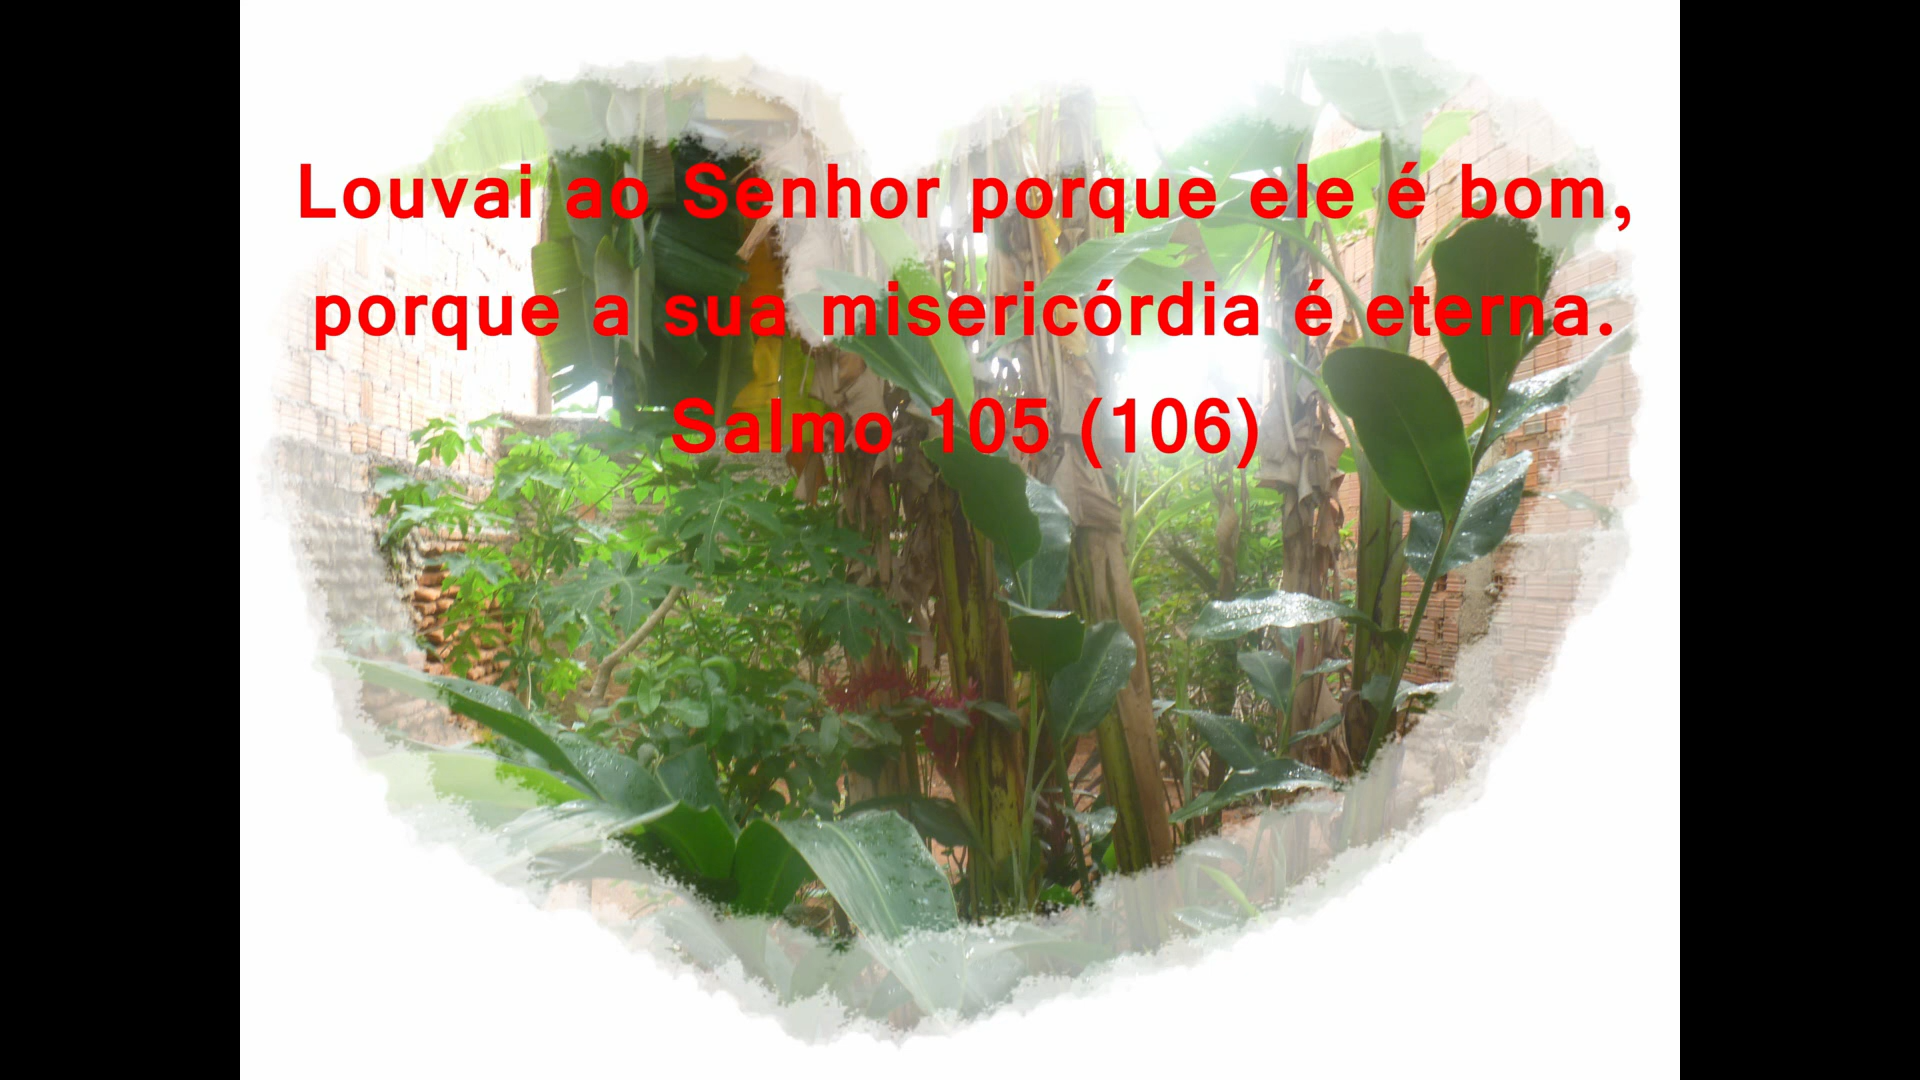 Louvai ao Senhor porque ele é bom,
porque a sua misericórdia é eterna.
Salmo 105 (106)